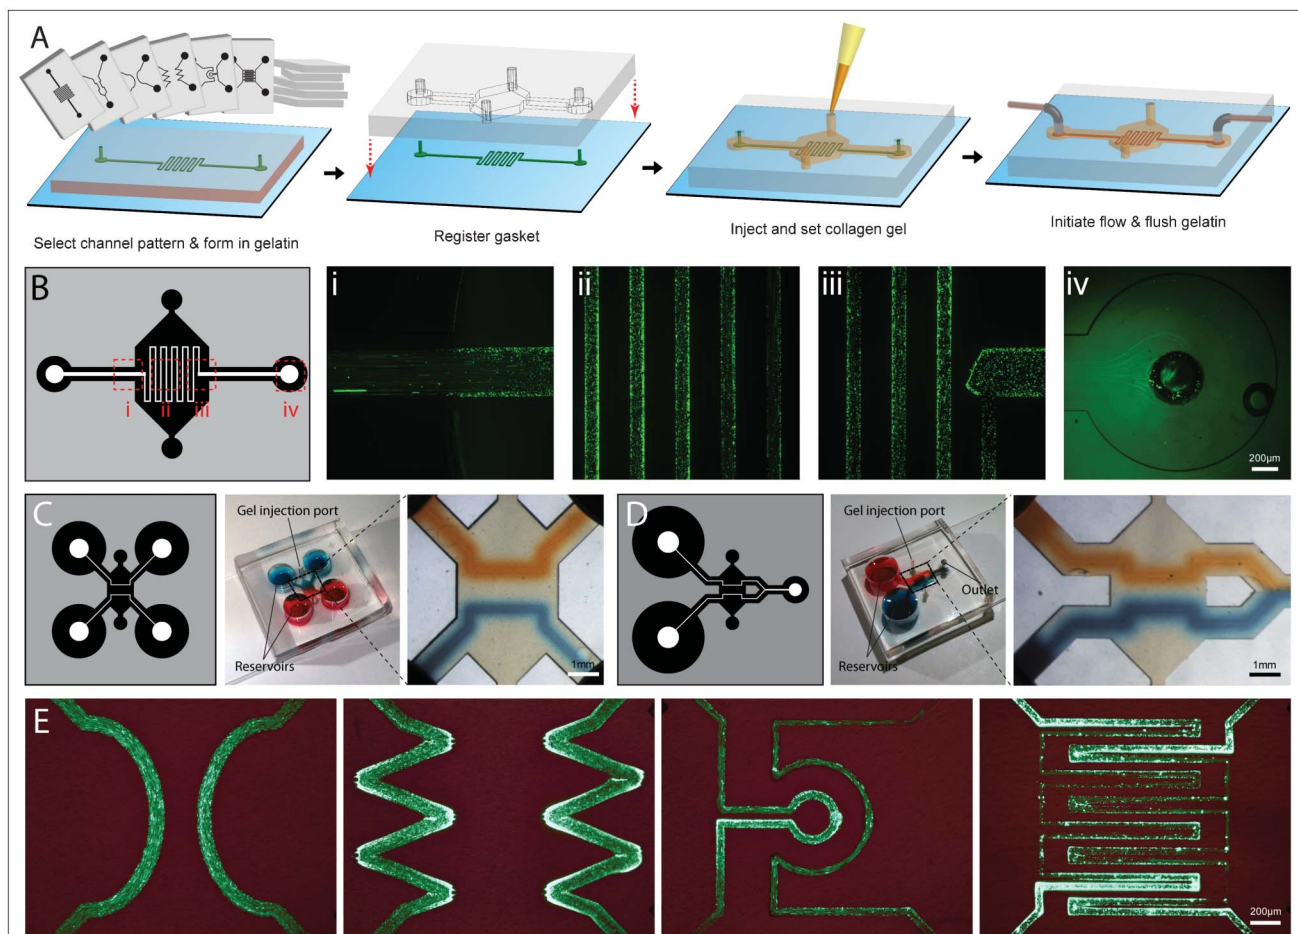 A
Select channel pattern & form in gelatin
Register gasket
Inject and set collagen gel
Initiate flow & flush gelatin
B
i
ii
iii
iv
i
ii
iii
iv
200µm
C
Gel injection port
Reservoirs
1mm
D
Gel injection port
Outlet
Reservoirs
1mm
E
200µm